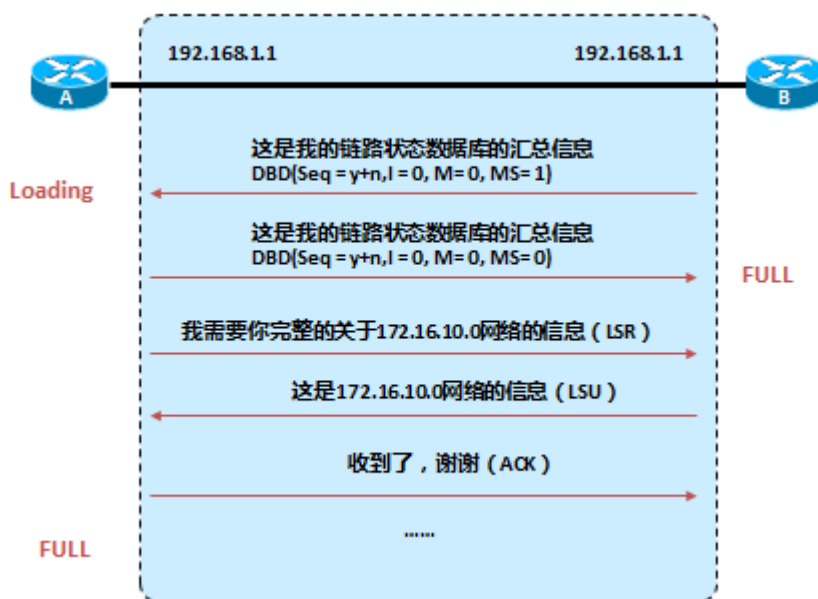 192.168.1.1 192.168.1.1
A B
这是我的链路状态数据库的汇总信息
DBD(Seq = y+n,I = 0, M= 0, MS= 1)
Loading
这是我的链路状态数据库的汇总信息
DBD(Seq = y+n,I = 0, M= 0, MS= 0)
FULL
我需要你完整的关于172.16.10.0网络的信息（LSR）
这是172.16.10.0网络的信息（LSU）
收到了，谢谢（ACK）
......
FULL